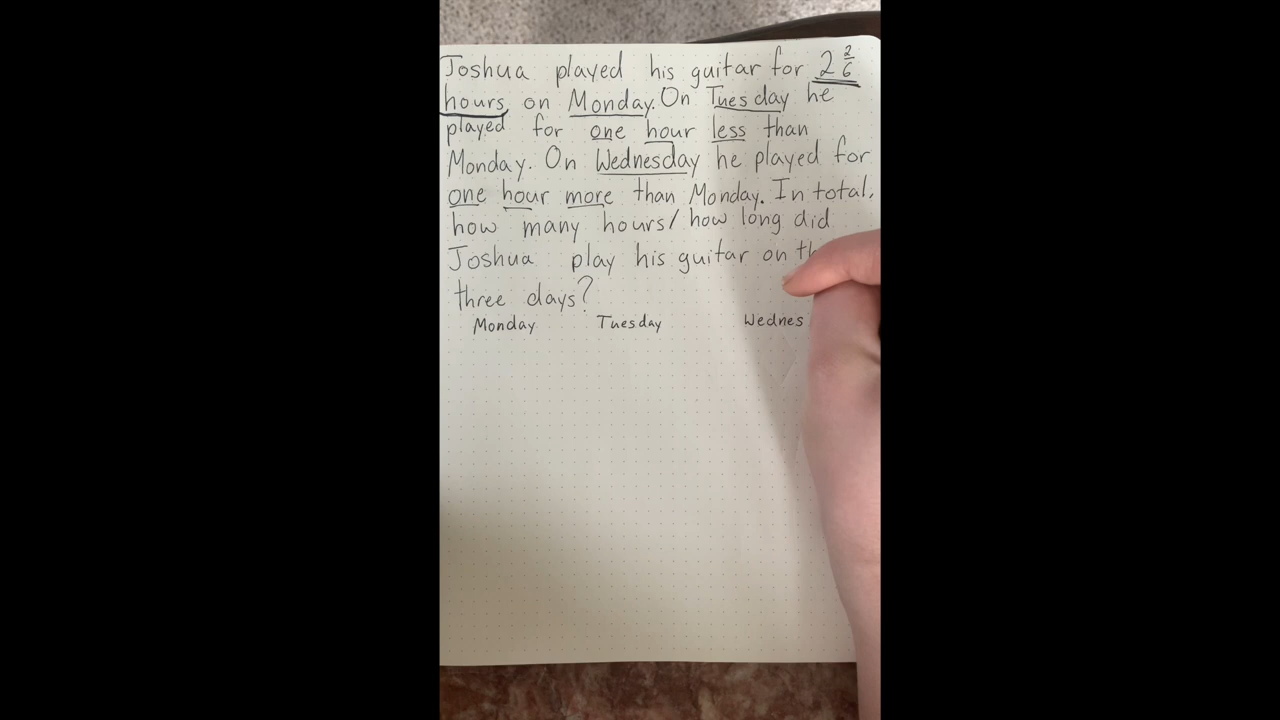 Joshua played his guitar for 2 2/6
hours on Monday. On Tuesday he
played for one hour less than
Monday. On Wednesday he played for
one hour more than Monday. In total,
how many hours/how long did
Joshua play his guitar on
three days?
Monday Tuesday Wednes